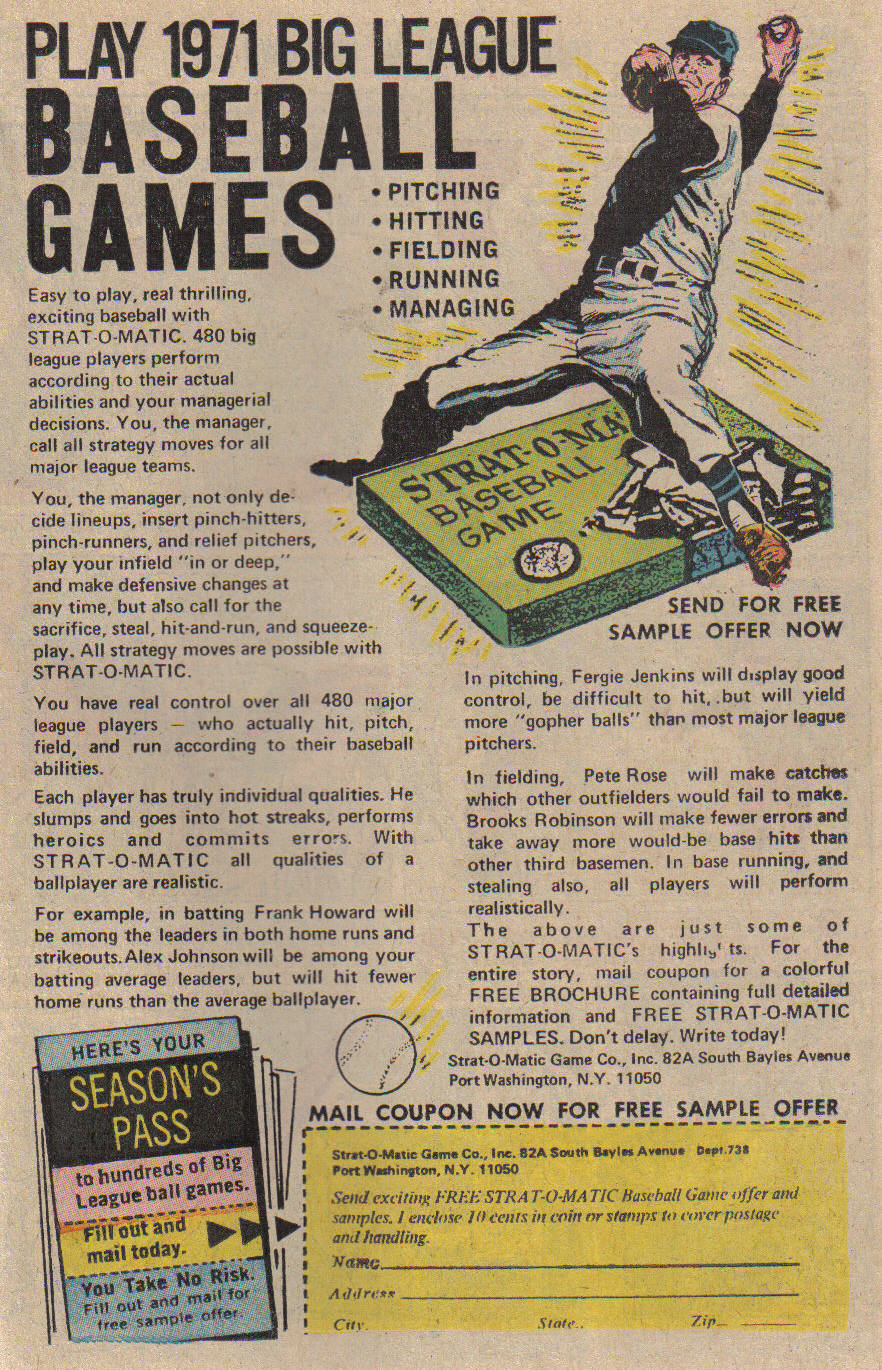 PLAY 1971 BIG LEAGUE
BASEBALL
GAMES
• PITCHING
• HITTING
• FIELDING
• RUNNING
• MANAGING
Easy to play, real thrilling,
exciting baseball with
STRAT-O-MATIC. 480 big
league players perform
according to their actual
abilities and your managerial
decisions. You, the manager,
call all strategy moves for all
major league teams.
You, the manager, not only de-
cide lineups, insert pinch-hitters,
pinch-runners, and relief pitchers,
play your infield "in or deep,"
and make defensive changes at
any time, but also call for the
sacrifice, steal, hit-and-run, and squeeze-
play. All strategy moves are possible with
STRAT-O-MATIC.
You have real control over all 480 major
league players — who actually hit, pitch,
field, and run according to their baseball
abilities.
Each player has truly individual qualities. He
slumps and goes into hot streaks, performs
heroics and commits errors. With
STRAT-O-MATIC all qualities of a
ballplayer are realistic.
For example, in batting Frank Howard will
be among the leaders in both home runs and
strikeouts. Alex Johnson will be among your
batting average leaders, but will hit fewer
home runs than the average ballplayer.
STRAT-O-MA
BASEBALL
GAME
SEND FOR FREE
SAMPLE OFFER NOW
In pitching, Fergie Jenkins will display good
control, be difficult to hit, .but will yield
more "gopher balls" than most major league
pitchers.
In fielding, Pete Rose will make catches
which other outfielders would fail to make.
Brooks Robinson will make fewer errors and
take away more would-be base hits than
other third basemen. In base running, and
stealing also, all players will perform
realistically.
The above are just some of
STRAT-O-MATIC's highlights. For the
entire story, mail coupon for a colorful
FREE BROCHURE containing full detailed
information and FREE STRAT-O-MATIC
SAMPLES. Don't delay. Write today!
Strat-O-Matic Game Co., Inc. 82A South Bayles Avenue
Port Washington, N.Y. 11050
HERE'S YOUR
SEASON'S
PASS
to hundreds of Big
League ball games.
Fill out and
mail today.
You Take No Risk.
Fill out and mail for
free sample offer.
MAIL COUPON NOW FOR FREE SAMPLE OFFER
Strat-O-Matic Game Co., Inc. 82A South Bayles Avenue Dept.738
Port Washington, N.Y. 11050
Send exciting FREE STRAT-O-MATIC Baseball Game offer and
samples. I enclose 10 cents in coin or stamps to cover postage
and handling.
Name
Address
City. State.. Zip